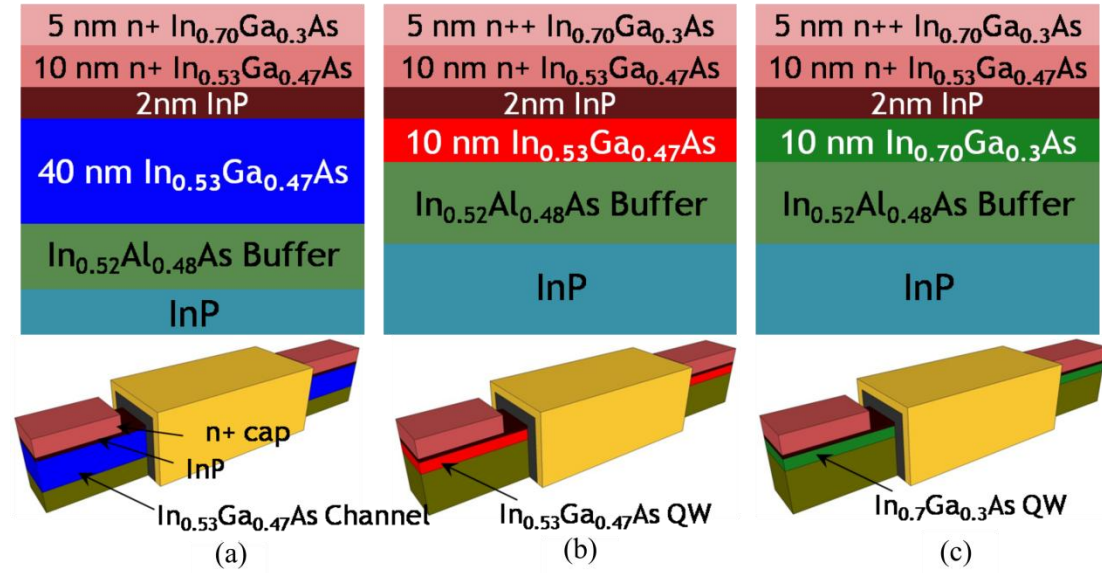 5 nm n+ In0.70Ga0.3As
10 nm n+ In0.53Ga0.47As
2nm InP
40 nm In0.53Ga0.47As
In0.52Al0.48As Buffer
InP
n+ cap
InP
In0.53Ga0.47As Channel
(a)
5 nm n++ In0.70Ga0.3As
10 nm n+ In0.53Ga0.47As
2nm InP
10 nm In0.53Ga0.47As
In0.52Al0.48As Buffer
InP
In0.53Ga0.47As QW
(b)
5 nm n++ In0.70Ga0.3As
10 nm n+ In0.53Ga0.47As
2nm InP
10 nm In0.70Ga0.3As
In0.52Al0.48As Buffer
InP
In0.7Ga0.3As QW
(c)